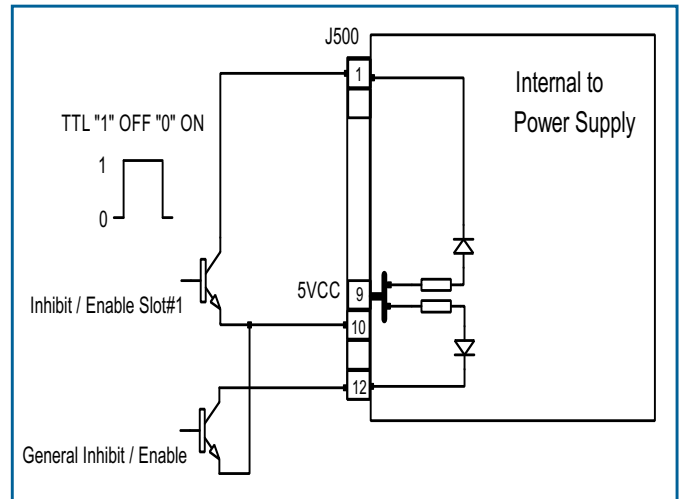 J500
1
Internal to
Power Supply
TTL "1" OFF "0" ON
1
0
5VCC
9
Inhibit / Enable Slot#1
10
12
General Inhibit / Enable